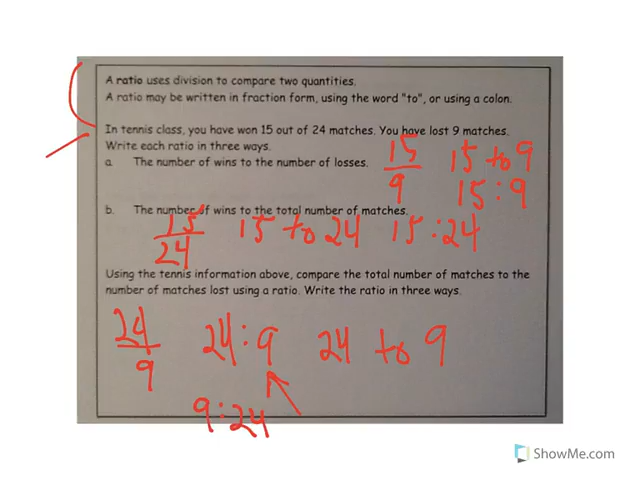 A ratio uses division to compare two quantities.
A ratio may be written in fraction form, using the word "to", or using a colon.
In tennis class, you have won 15 out of 24 matches. You have lost 9 matches.
Write each ratio in three ways.
a. The number of wins to the number of losses.
15/9 15 to 9
15:9
b. The number of wins to the total number of matches.
15/24 15 to 24 15:24
Using the tennis information above, compare the total number of matches to the
number of matches lost using a ratio. Write the ratio in three ways.
24/9 24:9 24 to 9
9:24
ShowMe.com